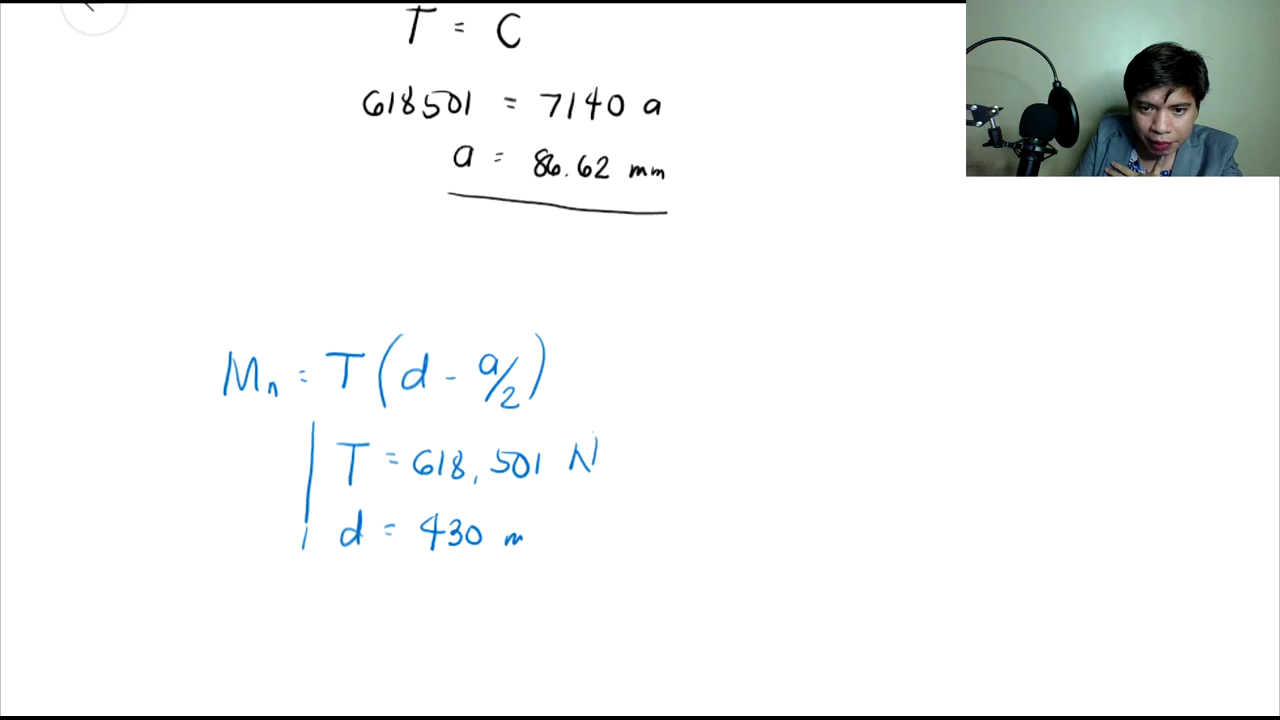 T = C
618501 = 7140 a
a = 86.62 mm
Mn = T(d - a/2)
T = 618,501 N
d = 430 m